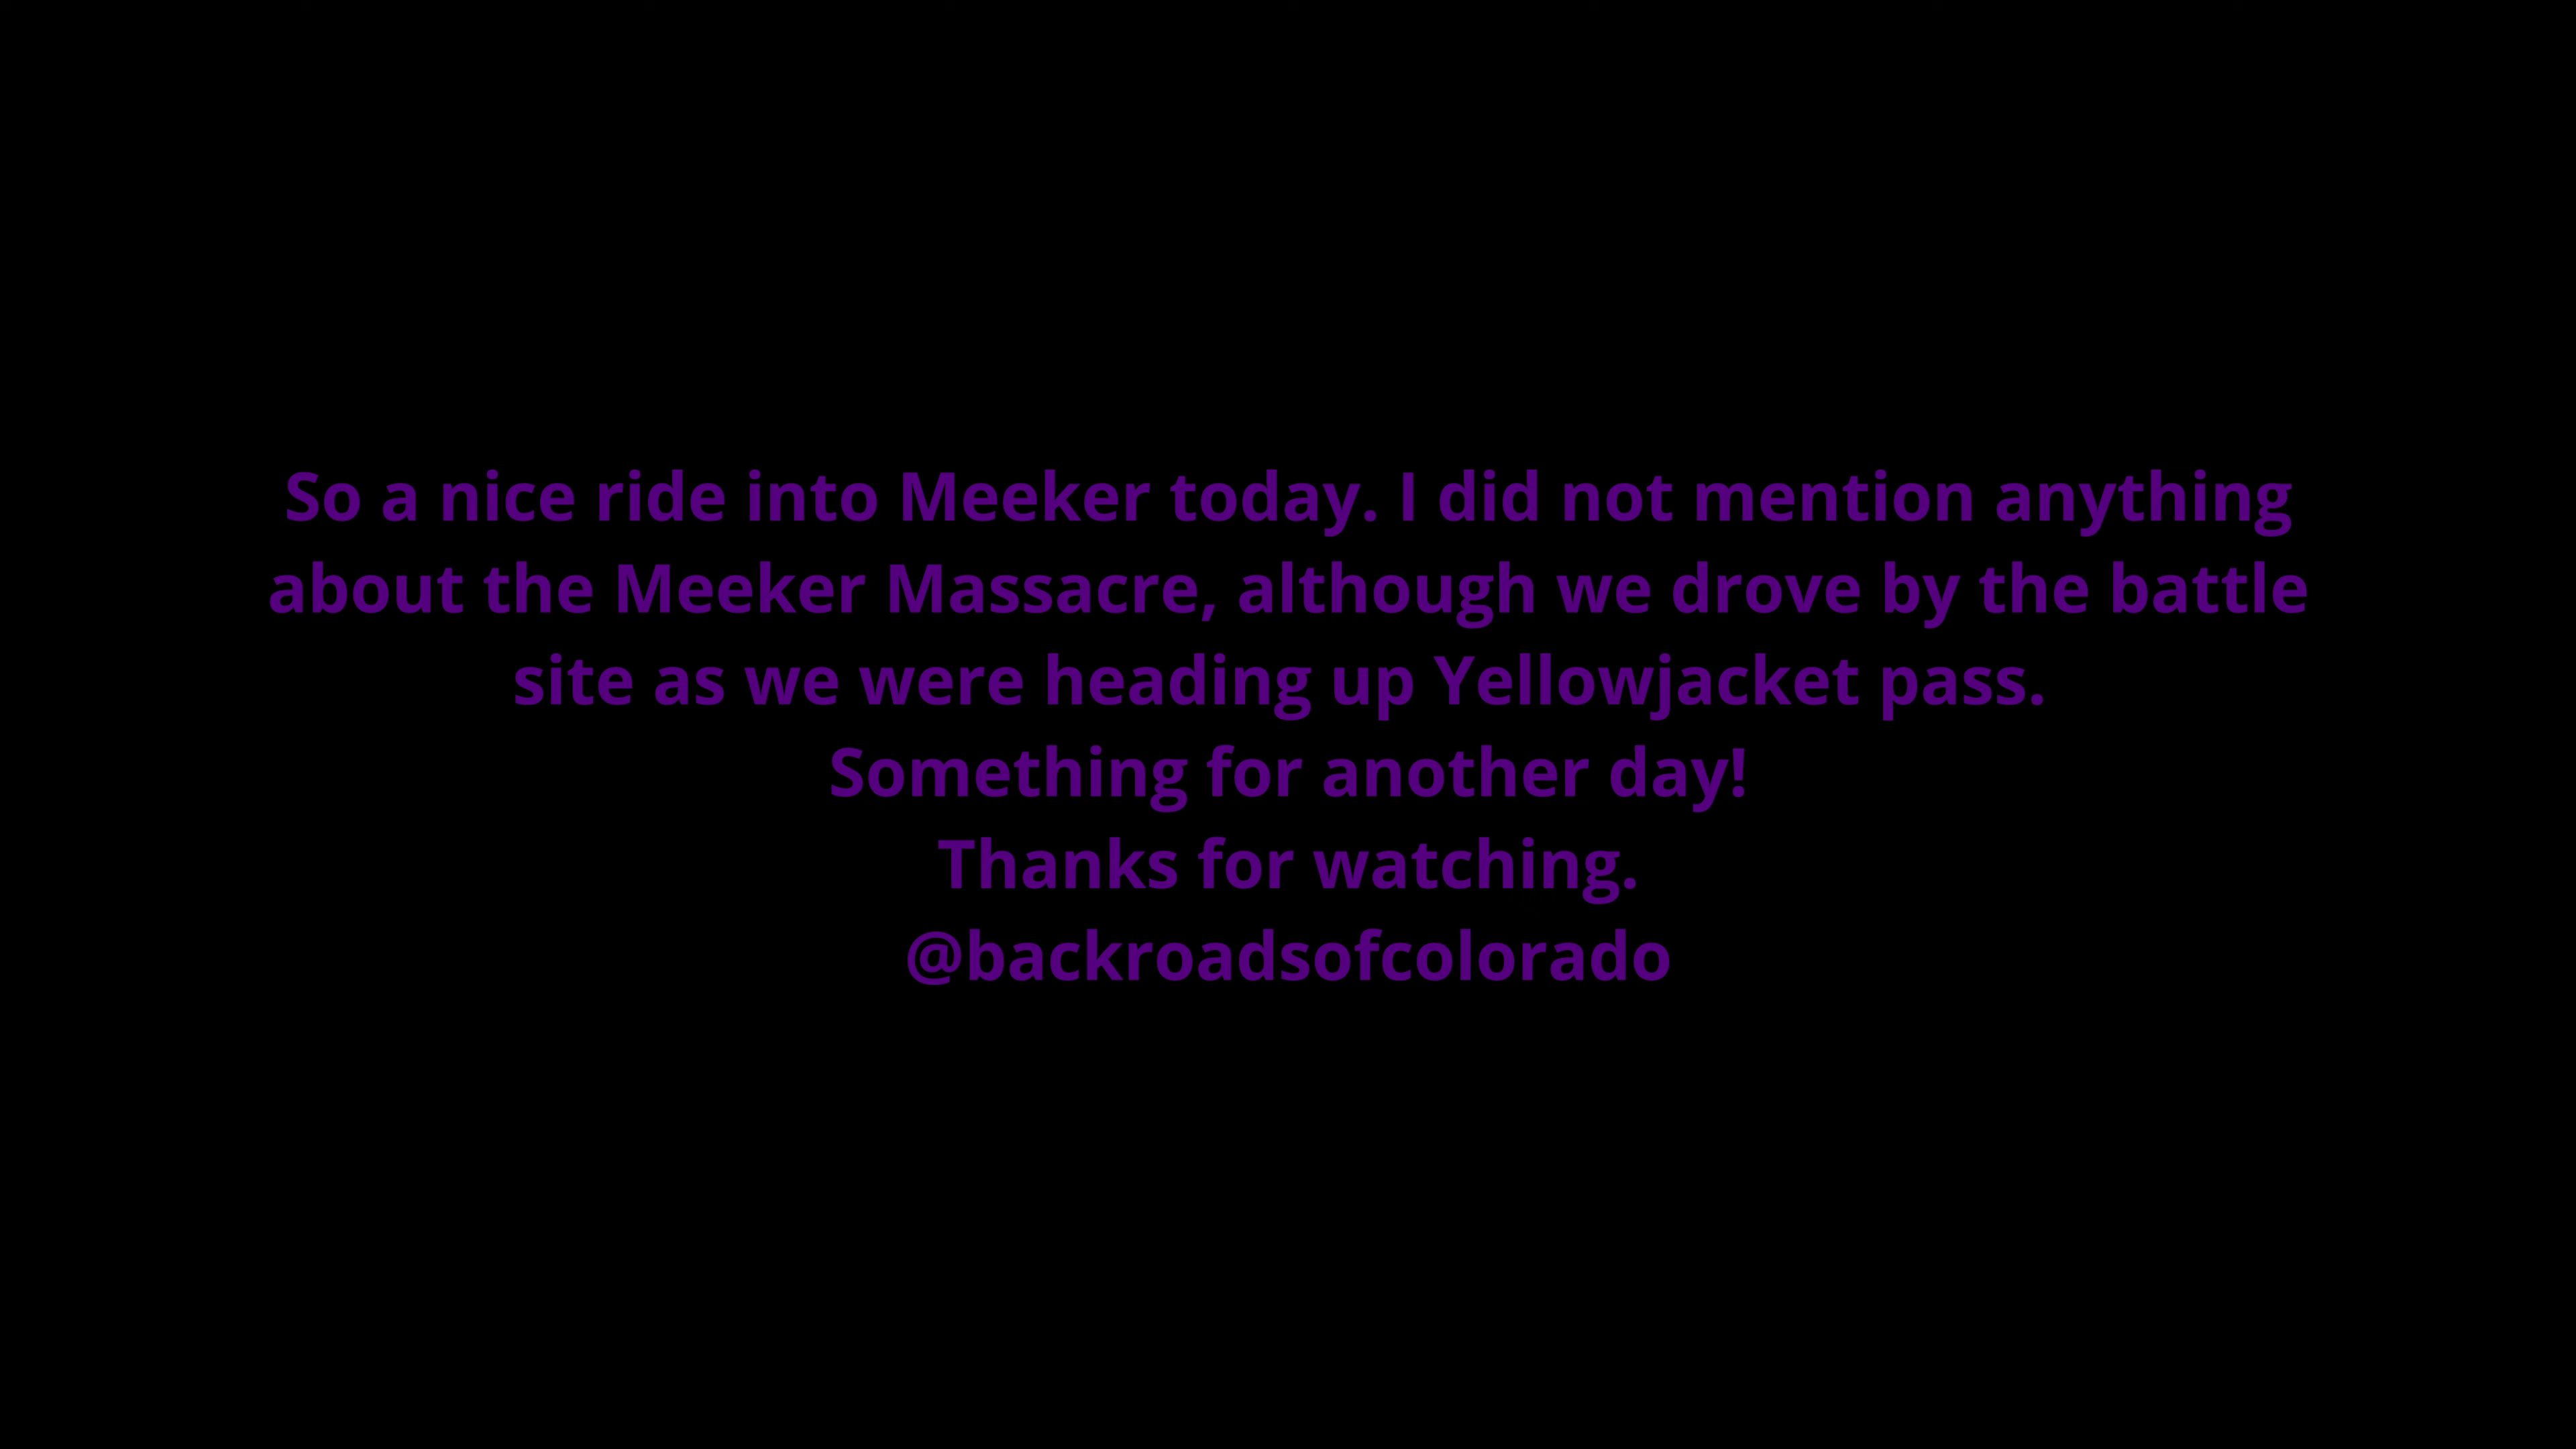 So a nice ride into Meeker today. I did not mention anything
about the Meeker Massacre, although we drove by the battle
site as we were heading up Yellowjacket pass.
Something for another day!
Thanks for watching.
@backroadsofcolorado